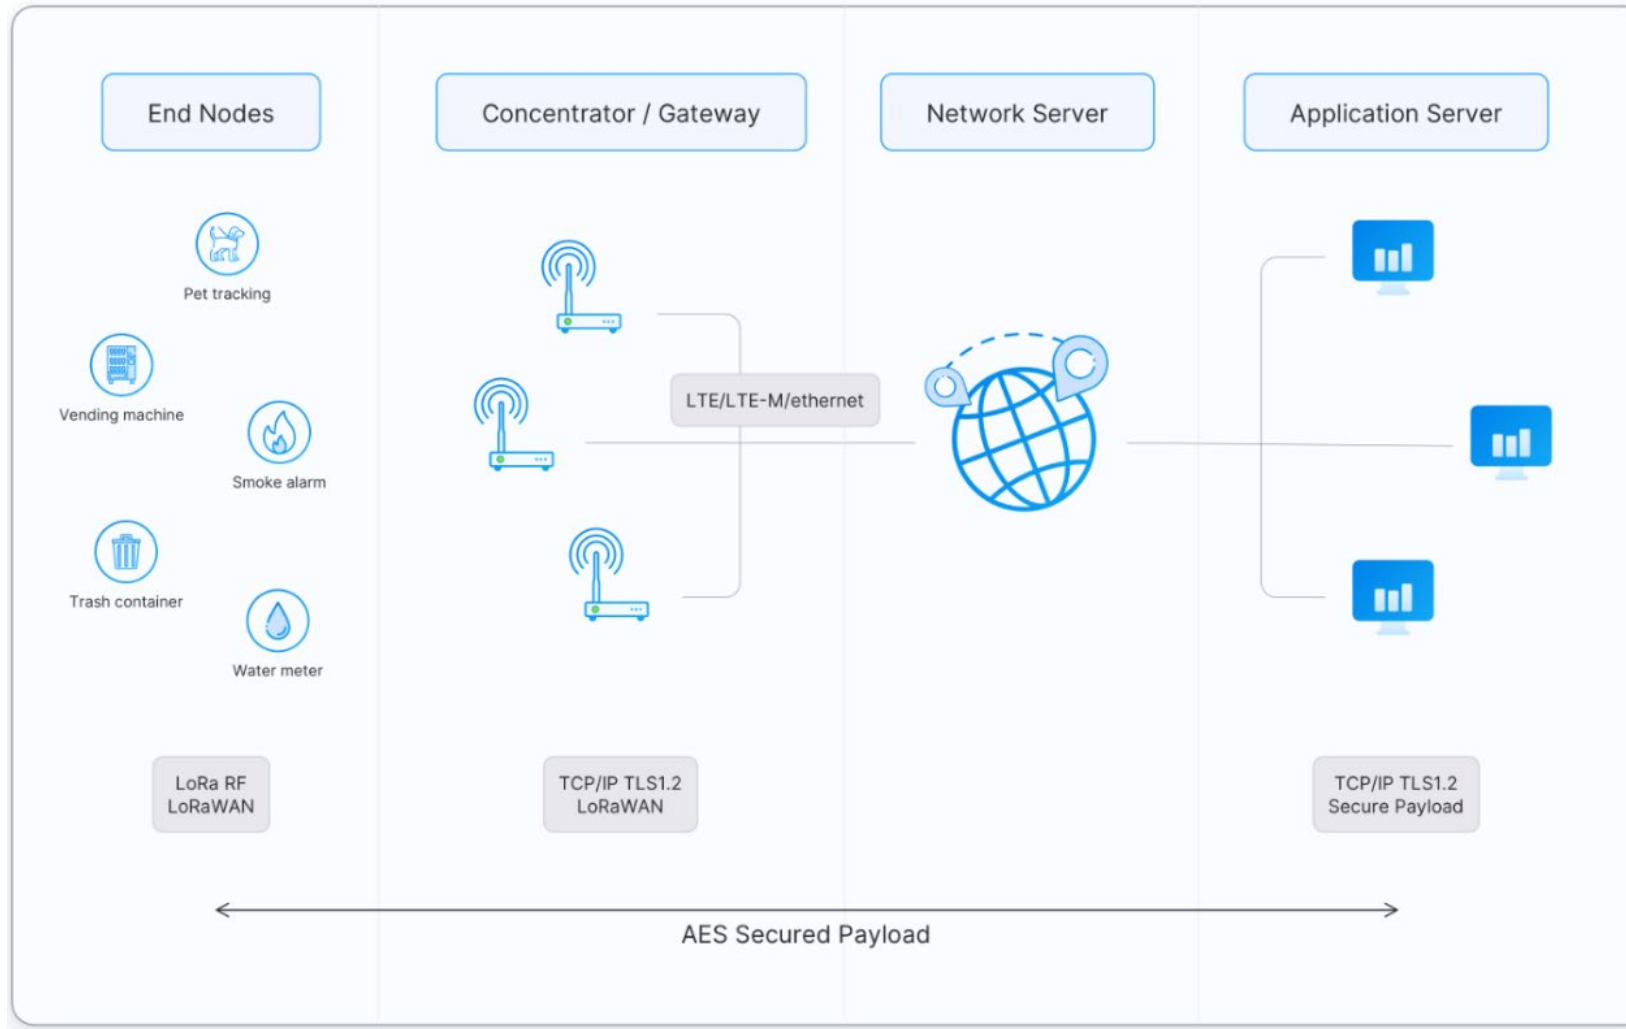 End Nodes
Concentrator / Gateway
Network Server
Application Server
Pet tracking
Vending machine
Smoke alarm
Trash container
Water meter
LTE/LTE-M/ethernet
LoRa RF
LoRaWAN
TCP/IP TLS1.2
LoRaWAN
TCP/IP TLS1.2
Secure Payload
AES Secured Payload